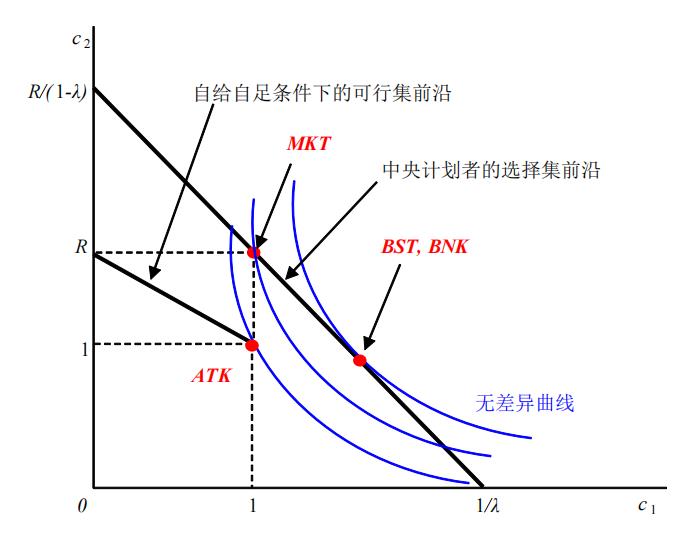 c₂
R/(1-λ)
自给自足条件下的可行集前沿
MKT
中央计划者的选择集前沿
R
BST, BNK
1
ATK
无差异曲线
0
1
1/λ
c₁